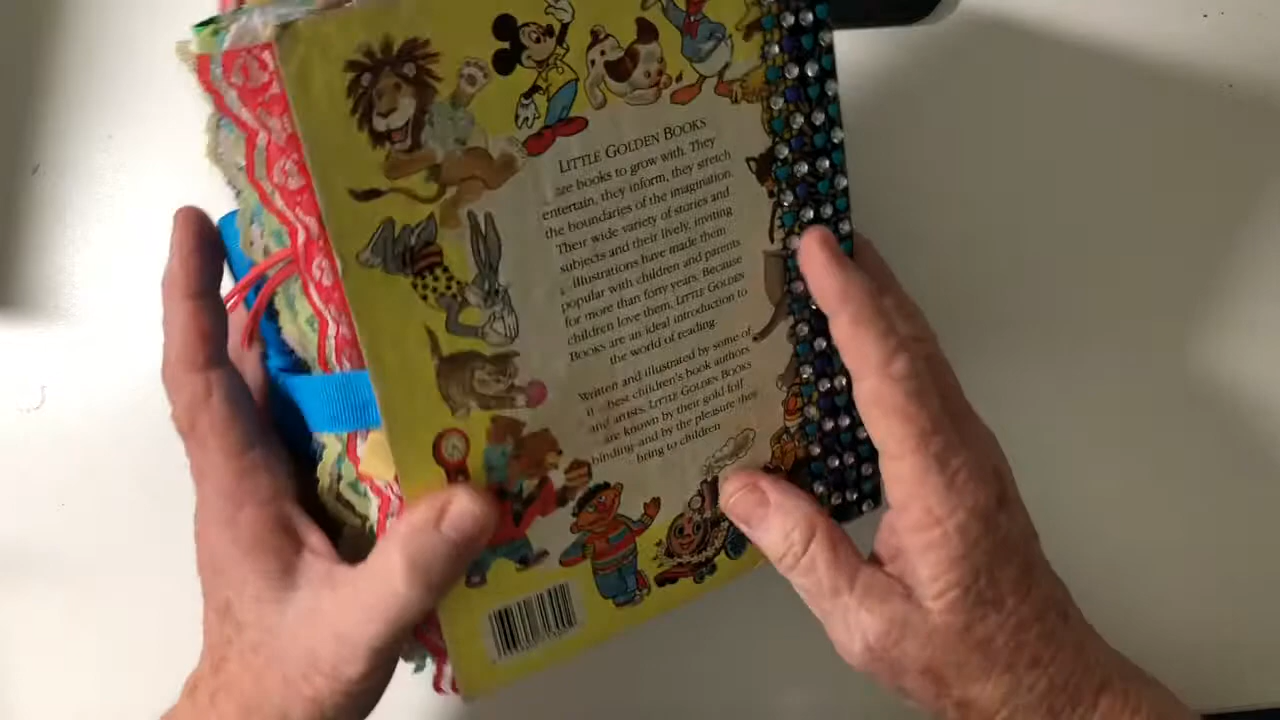 LITTLE GOLDEN BOOKS
are books to grow with. They
entertain, they inform, they stretch
the boundaries of the imagination.
Their wide variety of stories and
subjects and their lively, inviting
illustrations have made them
popular with children and parents
for more than forty years. Because
children love them, LITTLE GOLDEN
BOOKS are an ideal introduction to
the world of reading.
Written and illustrated by some of
best children's book authors
and artists, LITTLE GOLDEN BOOKS
are known by their gold foil
binding—and by the pleasure they
bring to children